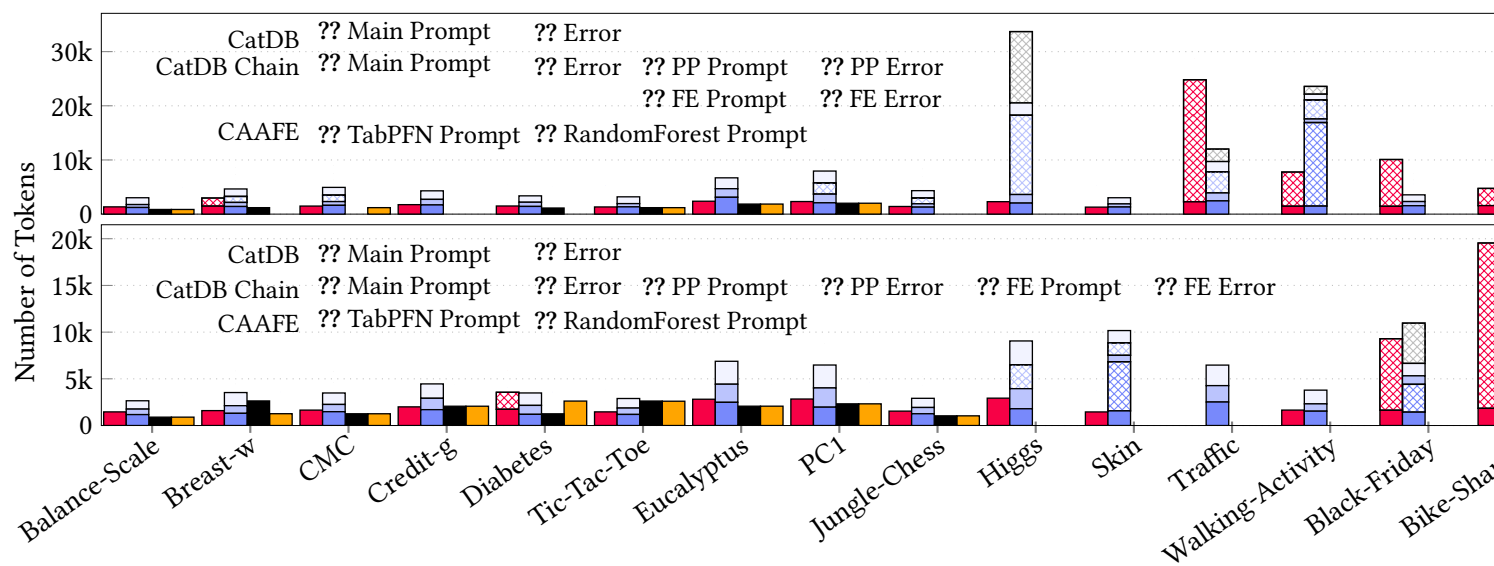 Number of Tokens
30k
20k
10k
0
CatDB ?? Main Prompt ?? Error
CatDB Chain ?? Main Prompt ?? Error ?? PP Prompt ?? PP Error
?? FE Prompt ?? FE Error
CAAFE ?? TabPFN Prompt ?? RandomForest Prompt
20k
15k
10k
5k
0
CatDB ?? Main Prompt ?? Error
CatDB Chain ?? Main Prompt ?? Error ?? PP Prompt ?? PP Error ?? FE Prompt ?? FE Error
CAAFE ?? TabPFN Prompt ?? RandomForest Prompt
Balance-Scale
Breast-w
CMC
Credit-g
Diabetes
Tic-Tac-Toe
Eucalyptus
PC1
Jungle-Chess
Higgs
Skin
Traffic
Walking-Activity
Black-Friday
Bike-Shar